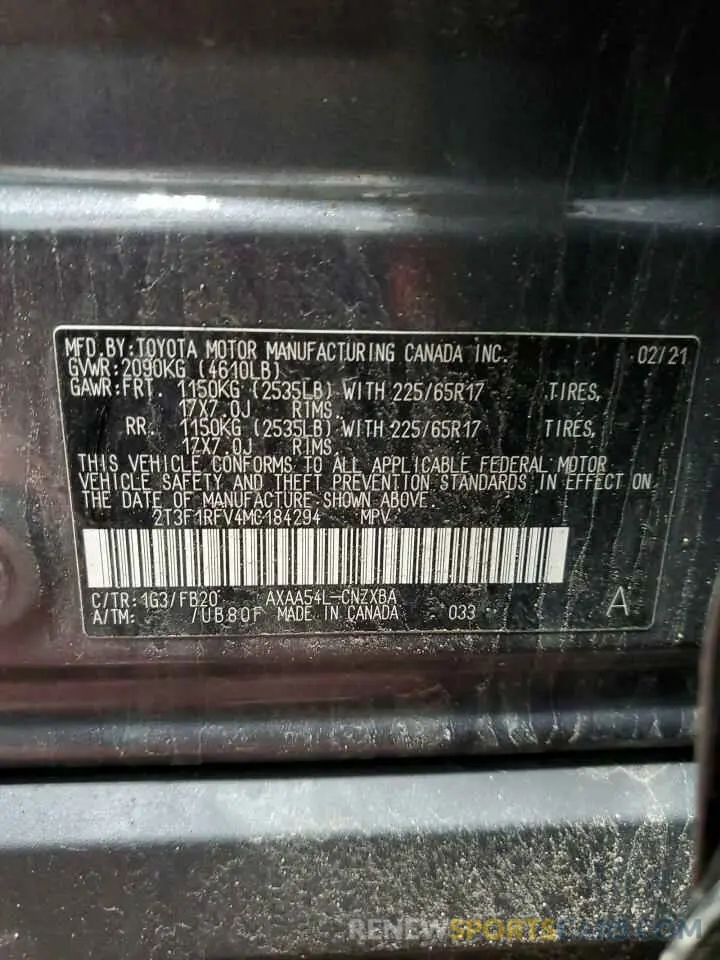 MFD.BY:TOYOTA MOTOR MANUFACTURING CANADA INC. 02/21
GVWR:2090KG (4610LB)
GAWR:FRT. 1150KG (2535LB) WITH 225/65R17 TIRES,
17X7.0J RIMS,
RR. 1150KG (2535LB) WITH 225/65R17 TIRES,
17X7.0J RIMS,
THIS VEHICLE CONFORMS TO ALL APPLICABLE FEDERAL MOTOR
VEHICLE SAFETY AND THEFT PREVENTION STANDARDS IN EFFECT ON
THE DATE OF MANUFACTURE SHOWN ABOVE.
2T3F1RFV4MC184294 MPV
C/TR:1G3/FB20 AXAA54L-CNZXBA A
A/TM: /UB80F MADE IN CANADA 033
RENEWSPORTSCAR.COM